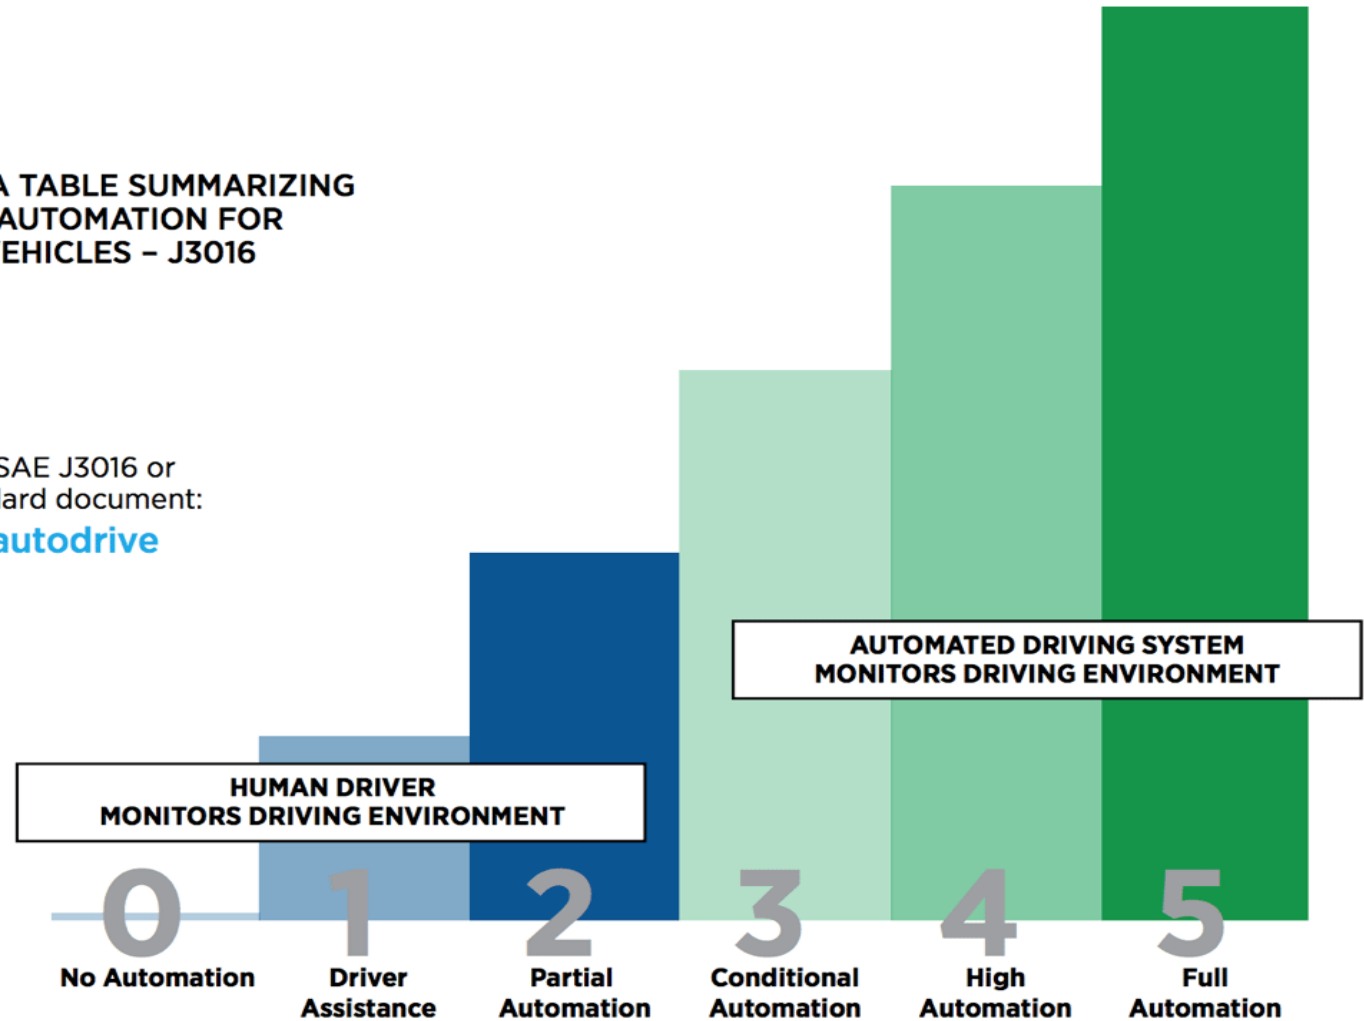 A TABLE SUMMARIZING
AUTOMATION FOR
EHICLES – J3016
SAE J3016 or
document:
autodrive
AUTOMATED DRIVING SYSTEM
MONITORS DRIVING ENVIRONMENT
HUMAN DRIVER
MONITORS DRIVING ENVIRONMENT
0 1 2 3 4 5
No Automation Driver Partial Conditional High Full
Assistance Automation Automation Automation Automation